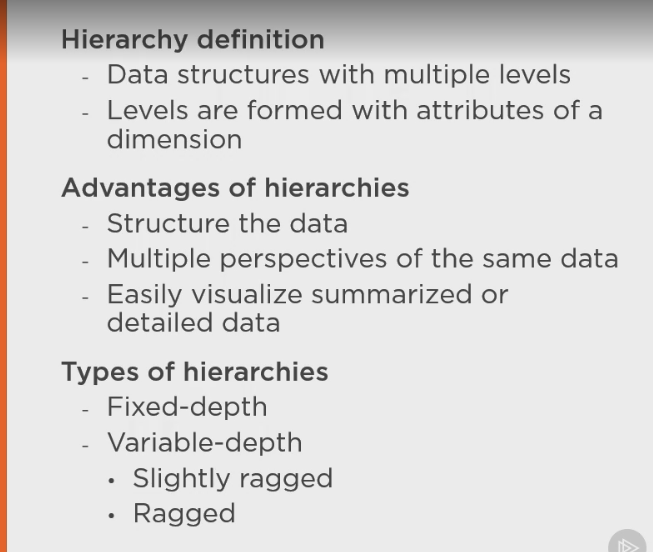 Hierarchy definition
- Data structures with multiple levels
- Levels are formed with attributes of a
dimension
Advantages of hierarchies
- Structure the data
- Multiple perspectives of the same data
- Easily visualize summarized or
detailed data
Types of hierarchies
- Fixed-depth
- Variable-depth
• Slightly ragged
• Ragged